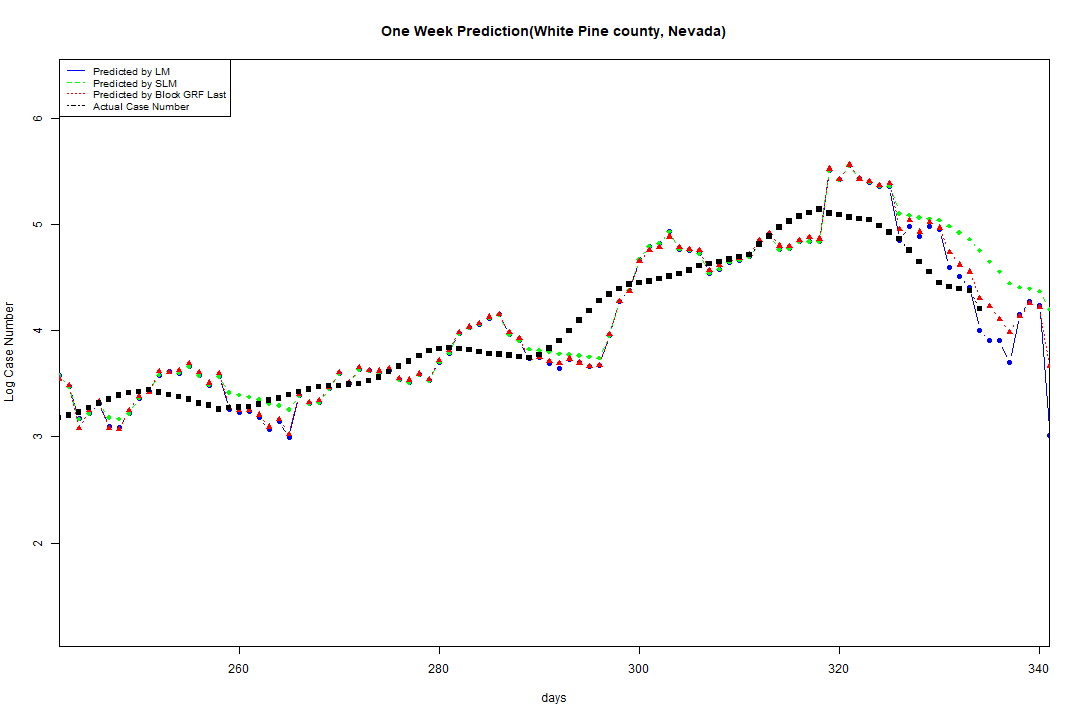 One Week Prediction(White Pine county, Nevada)
Predicted by LM
Predicted by SLM
Predicted by Block GRF Last
Actual Case Number
6
5
4
3
2
Log Case Number
260 280 300 320 340
days